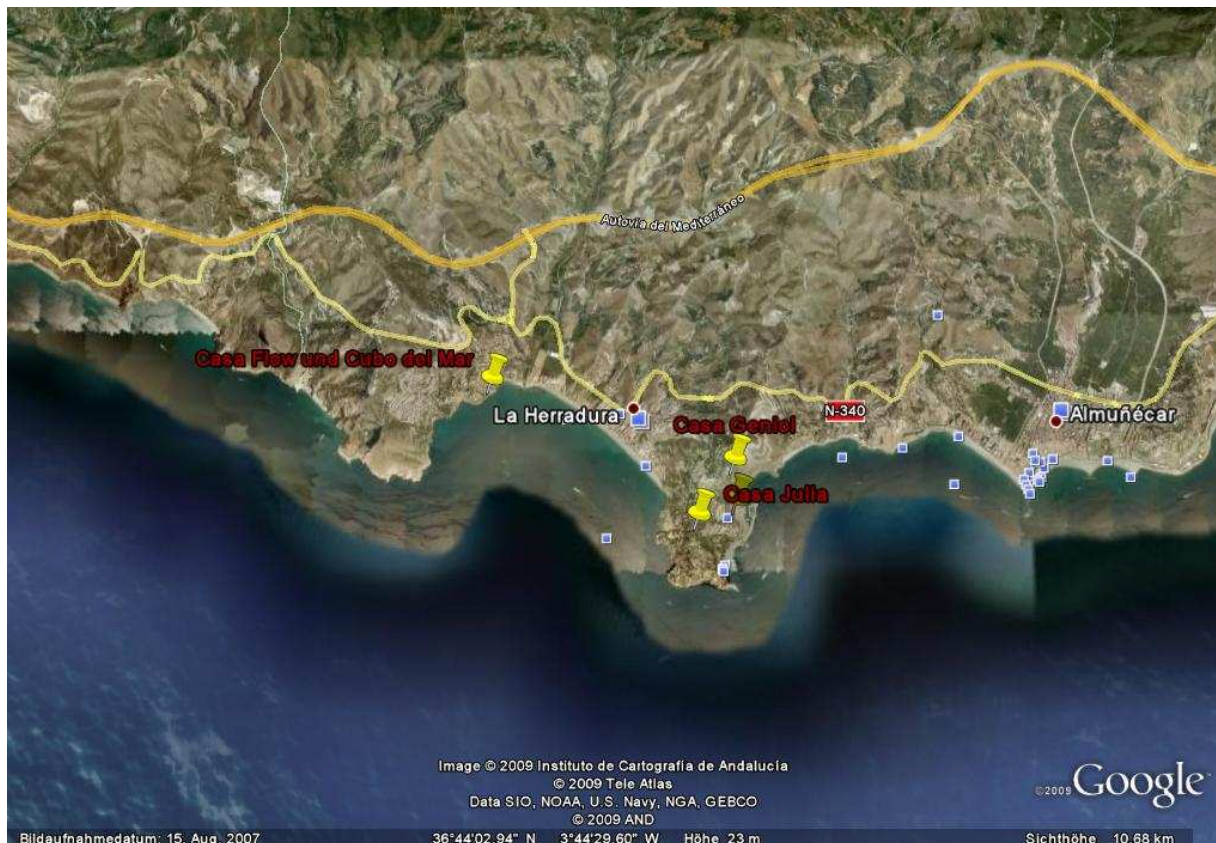 Autovía del Mediterráneo
Casa Flow und Cubo del Mar
La Herradura
N-340
Almuñécar
Casa Geniol
Casa Julia
Image © 2009 Instituto de Cartografía de Andalucía
© 2009 Tele Atlas
Data SIO, NOAA, U.S. Navy, NGA, GEBCO
© 2009 AND
©2009 Google
Bildaufnahmedatum: 15. Aug. 2007 36°44'02.94" N 3°44'29.60" W Höhe 23 m Sichthöhe 10.68 km